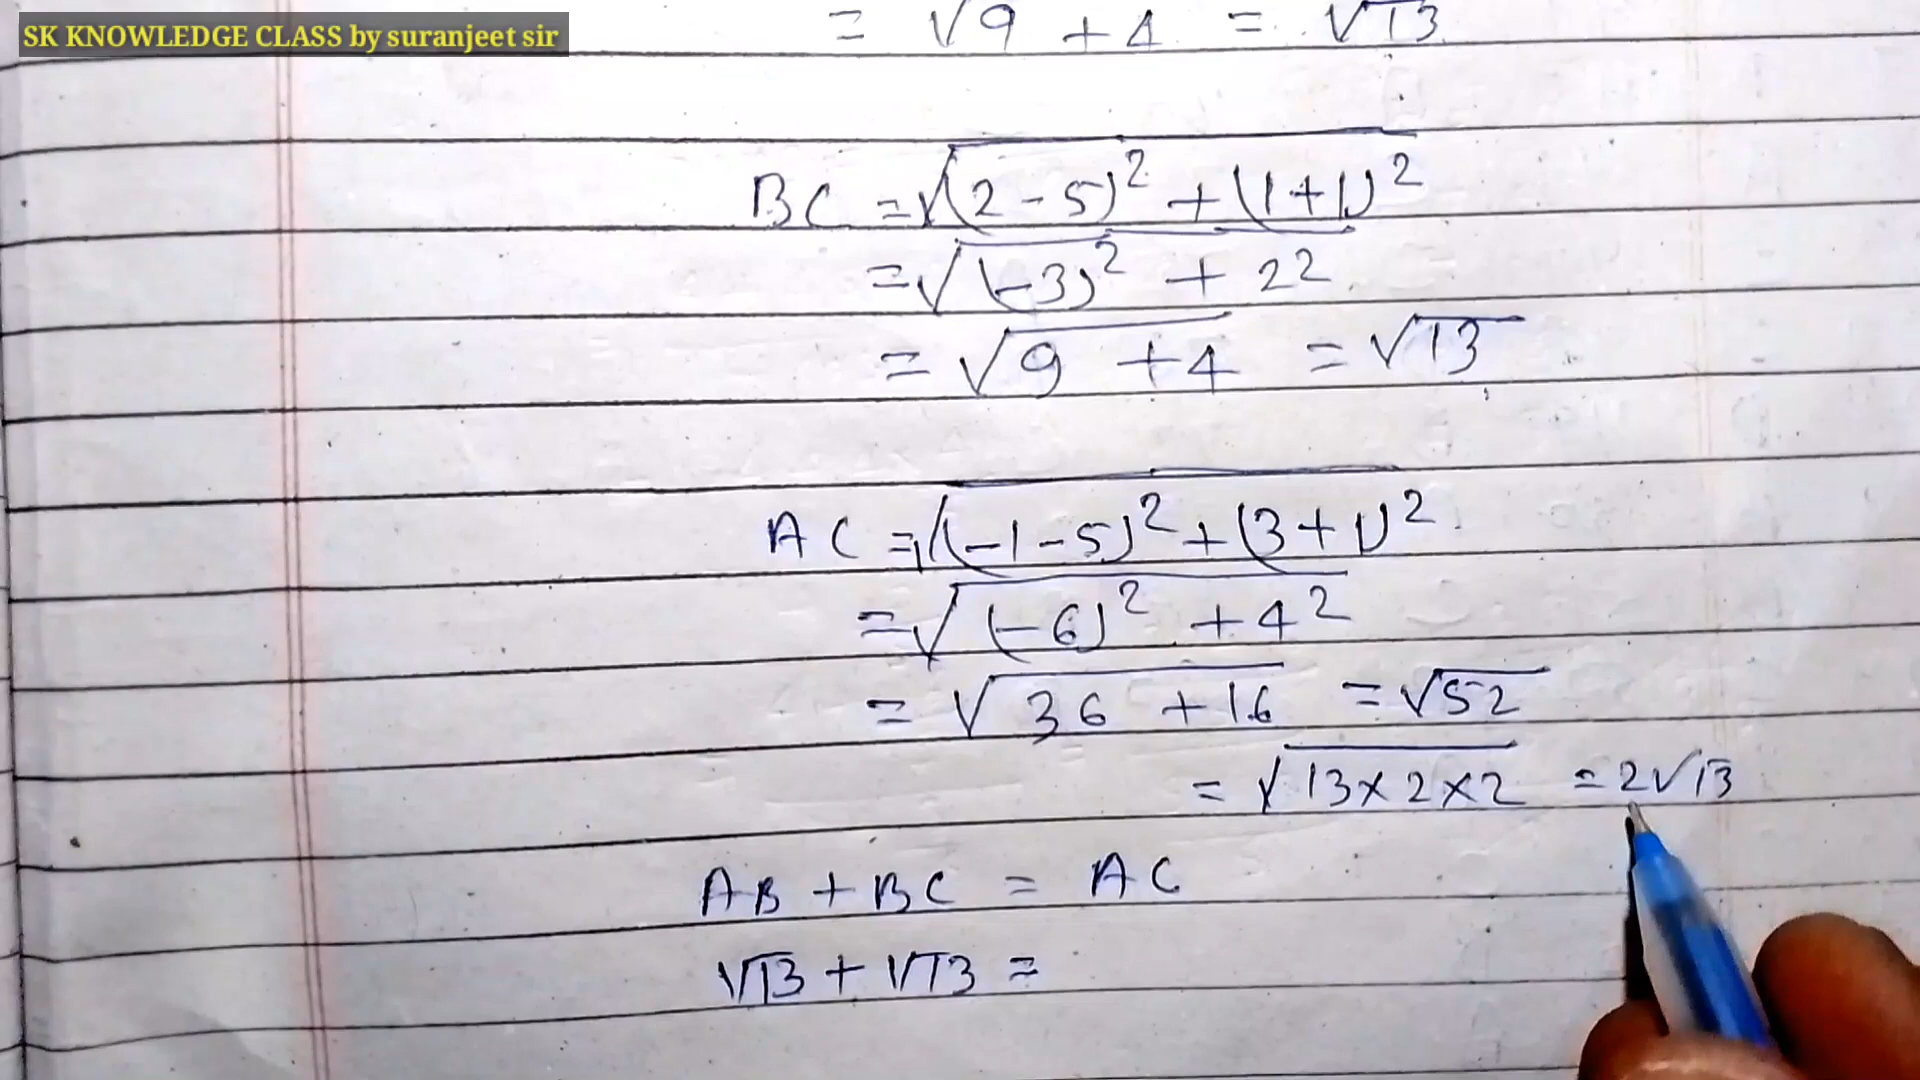 SK KNOWLEDGE CLASS by suranjeet sir
= √9 + 4 = √13
BC = √(2 - 5)² + (1 + 1)²
= √(-3)² + 2²
= √9 + 4 = √13
AC = √(-1 - 5)² + (3 + 1)²
= √(-6)² + 4²
= √36 + 16 = √52
= √13 × 2 × 2 = 2√13
AB + BC = AC
√13 + √13 =